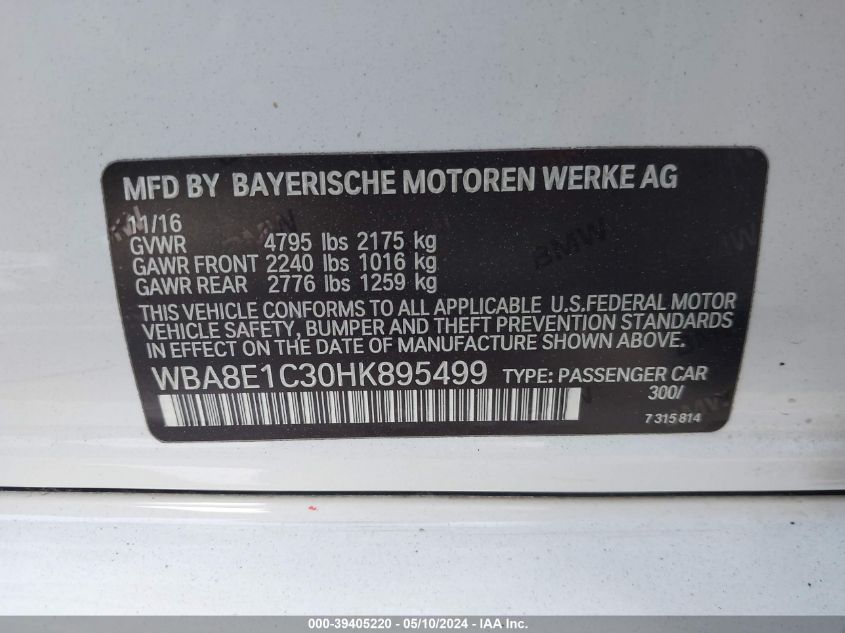 MFD BY BAYERISCHE MOTOREN WERKE AG
11/16
GVWR 4795 lbs 2175 kg
GAWR FRONT 2240 lbs 1016 kg
GAWR REAR 2776 lbs 1259 kg
THIS VEHICLE CONFORMS TO ALL APPLICABLE U.S.FEDERAL MOTOR
VEHICLE SAFETY, BUMPER AND THEFT PREVENTION STANDARDS
IN EFFECT ON THE DATE OF MANUFACTURE SHOWN ABOVE.
WBA8E1C30HK895499 TYPE: PASSENGER CAR
300/
7 315 814
BMW
000-39405220 - 05/10/2024 - IAA Inc.